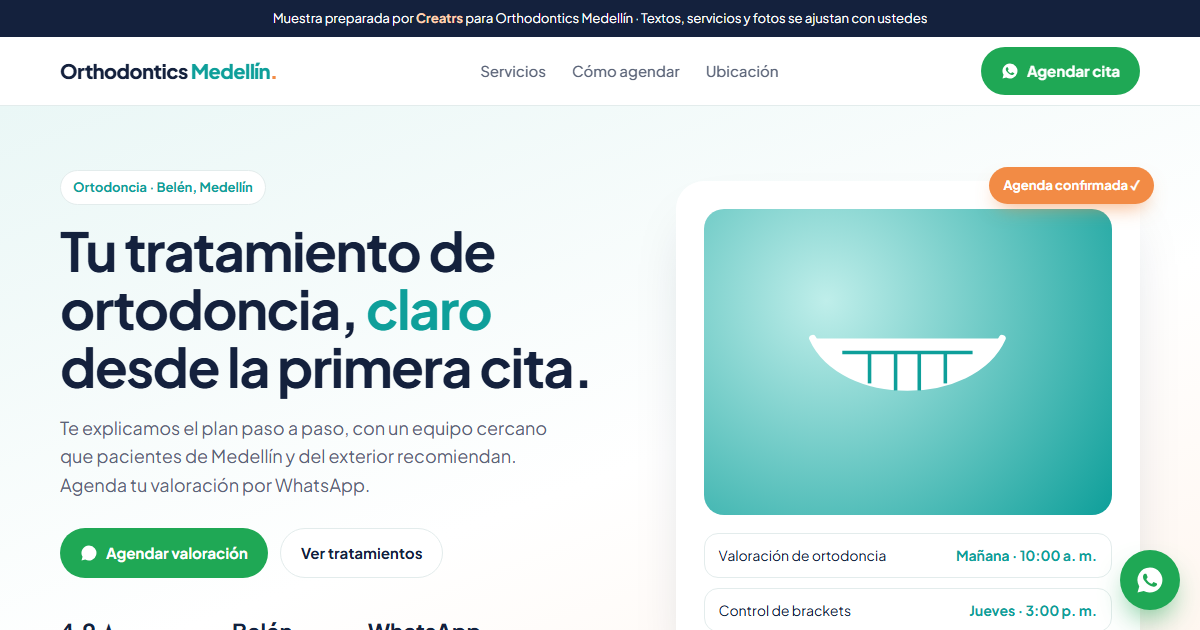 Muestra preparada por Creatrs para Orthodontics Medellín · Textos, servicios y fotos se ajustan con ustedes
Orthodontics Medellín.
Servicios
Cómo agendar
Ubicación
Agendar cita
Ortodoncia · Belén, Medellín
Tu tratamiento de
ortodoncia, claro
desde la primera cita.
Te explicamos el plan paso a paso, con un equipo cercano
que pacientes de Medellín y del exterior recomiendan.
Agenda tu valoración por WhatsApp.
Agendar valoración
Ver tratamientos
Agenda confirmada ✓
Valoración de ortodoncia
Mañana · 10:00 a. m.
Control de brackets
Jueves · 3:00 p. m.
Belén
WhatsApp